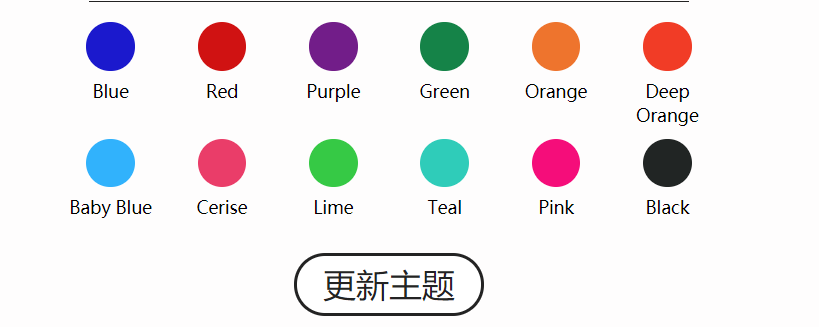 Blue
Red
Purple
Green
Orange
Deep
Orange
Baby Blue
Cerise
Lime
Teal
Pink
Black
更新主题